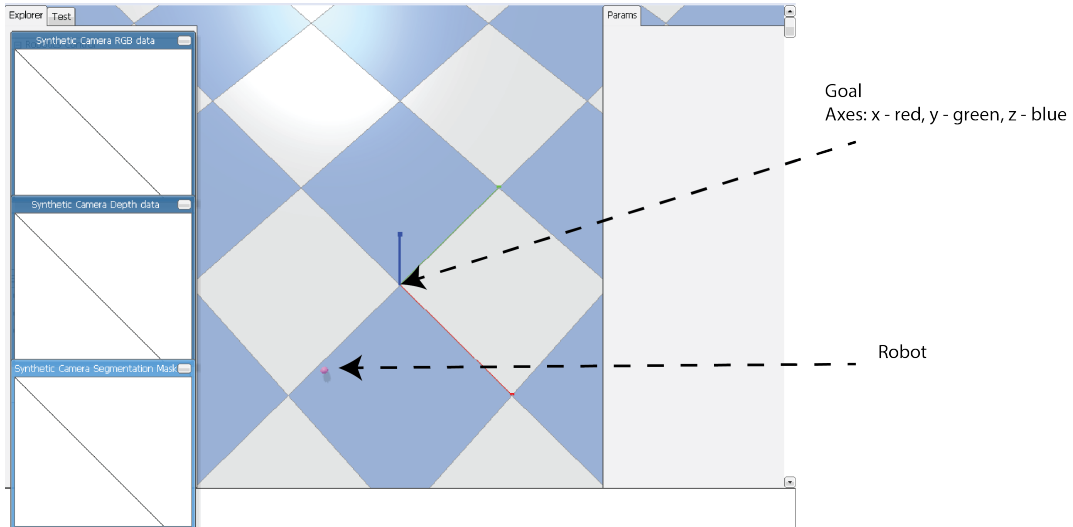 Explorer
Test
Params
Synthetic Camera RGB data
Synthetic Camera Depth data
Synthetic Camera Segmentation Mask
Goal
Axes: x - red, y - green, z - blue
Robot